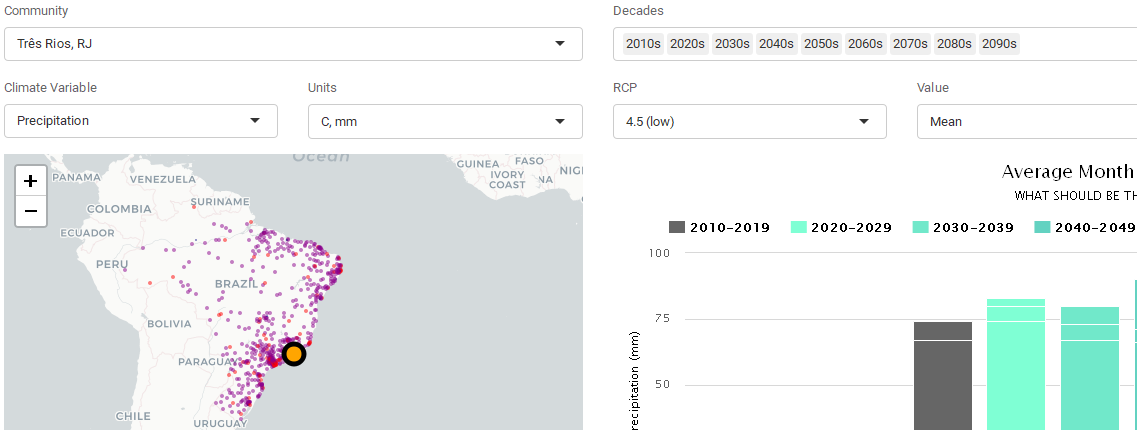 Community
Três Rios, RJ
Climate Variable
Units
Precipitation
C, mm
Decades
2010s 2020s 2030s 2040s 2050s 2060s 2070s 2080s 2090s
RCP
Value
4.5 (low)
Mean
+
−
Ocean
PANAMA
VENEZUELA
GUINEA
FASO
IVORY
COAST
NA
NIG
COLOMBIA
SURINAME
ECUADOR
PERU
BRAZIL
BOLIVIA
PARAGUAY
CHILE
URUGUAY
Average Month
WHAT SHOULD BE TH
2010-2019
2020-2029
2030-2039
2040-2049
100
75
50
recipitation (mm)